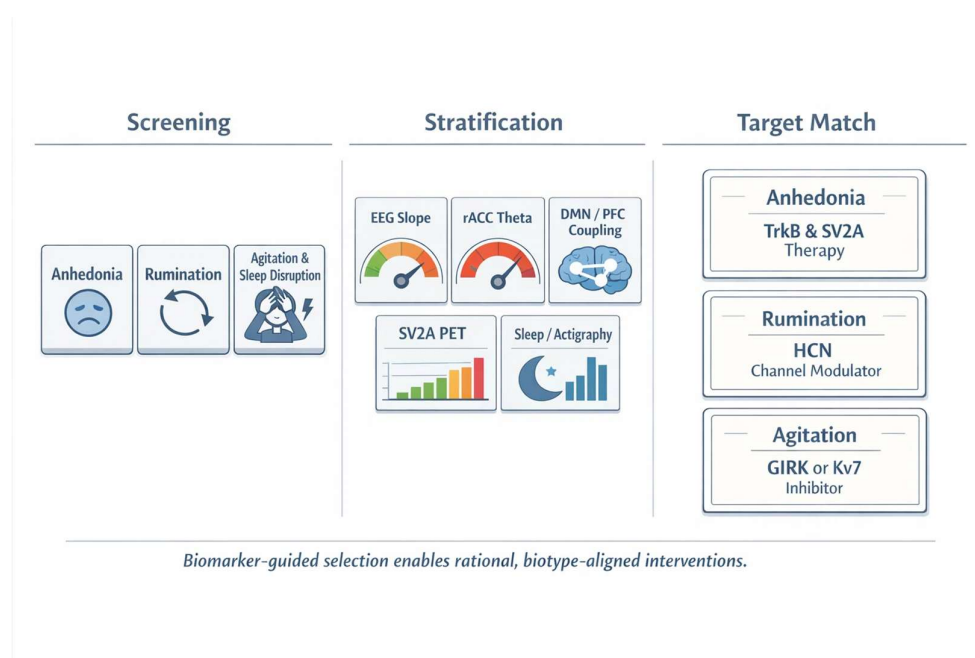 Screening
Stratification
Target Match
Anhedonia
Rumination
Agitation &
Sleep Disruption
EEG Slope
rACC Theta
DMN / PFC
Coupling
SV2A PET
Sleep / Actigraphy
Anhedonia
TrkB & SV2A
Therapy
Rumination
HCN
Channel Modulator
Agitation
GIRK or Kv7
Inhibitor
Biomarker-guided selection enables rational, biotype-aligned interventions.